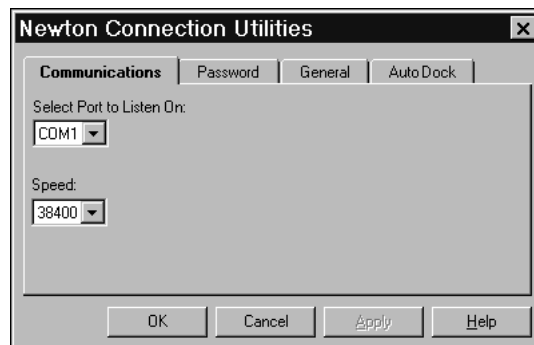 Newton Connection Utilities
Communications Password General Auto Dock
Select Port to Listen On:
COM1
Speed:
38400
OK Cancel Apply Help